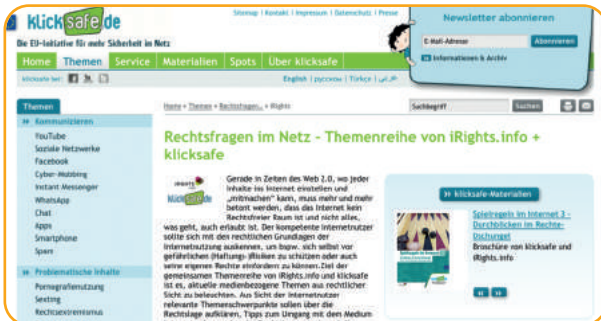 Sitemap | Kontakt | Impressum | Datenschutz | Presse
Newsletter abonnieren
klicksafe.de
Die EU-Initiative für mehr Sicherheit im Netz
E-Mail-Adresse
Abonnieren
Informationen & Archiv
Home Themen Service Materialien Spots Über klicksafe
klicksafe bei:
English | русский | Türkçe | عربي
Themen
Home » Themen » Rechtsfragen... » iRights
Suchbegriff
Suchen
» Kommunizieren
YouTube
Soziale Netzwerke
Facebook
Cyber-Mobbing
Instant Messenger
WhatsApp
Chat
Apps
Smartphone
Spam
» Problematische Inhalte
Pornografienutzung
Sexting
Rechtsextremismus
Rechtsfragen im Netz - Themenreihe von iRights.info +
klicksafe
iRIGHTS
klicksafe.de
Gerade in Zeiten des Web 2.0, wo jeder
Inhalte ins Internet einstellen und
„mitmachen" kann, muss mehr und mehr
betont werden, dass das Internet kein
Rechtsfreier Raum ist und nicht alles,
was geht, auch erlaubt ist. Der kompetente Internetnutzer
sollte sich mit den rechtlichen Grundlagen der
Internetnutzung auskennen, um bspw. sich selbst vor
gefährlichen (Haftungs-)Risiken zu schützen oder auch
seine eigenen Rechte einfordern zu können.Ziel der
gemeinsamen Themenreihe von iRights.info und klicksafe
ist es, aktuelle medienbezogene Themen aus rechtlicher
Sicht zu beleuchten. Aus Sicht der Internetnutzer
relevante Themenschwerpunkte sollen über die
Rechtslage aufklären, Tipps zum Umgang mit dem Medium
» klicksafe-Materialien
Spielregeln im Internet 3 -
Durchblicken im Rechte-
Dschungel
Broschüre von klicksafe und
iRights.info